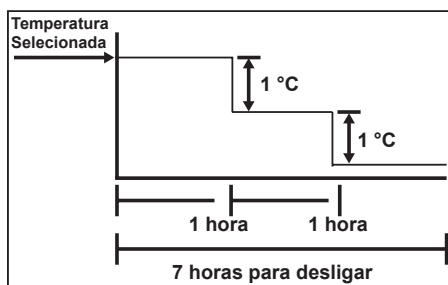 Temperatura
Selecionada
1 °C
1 °C
1 hora
1 hora
7 horas para desligar